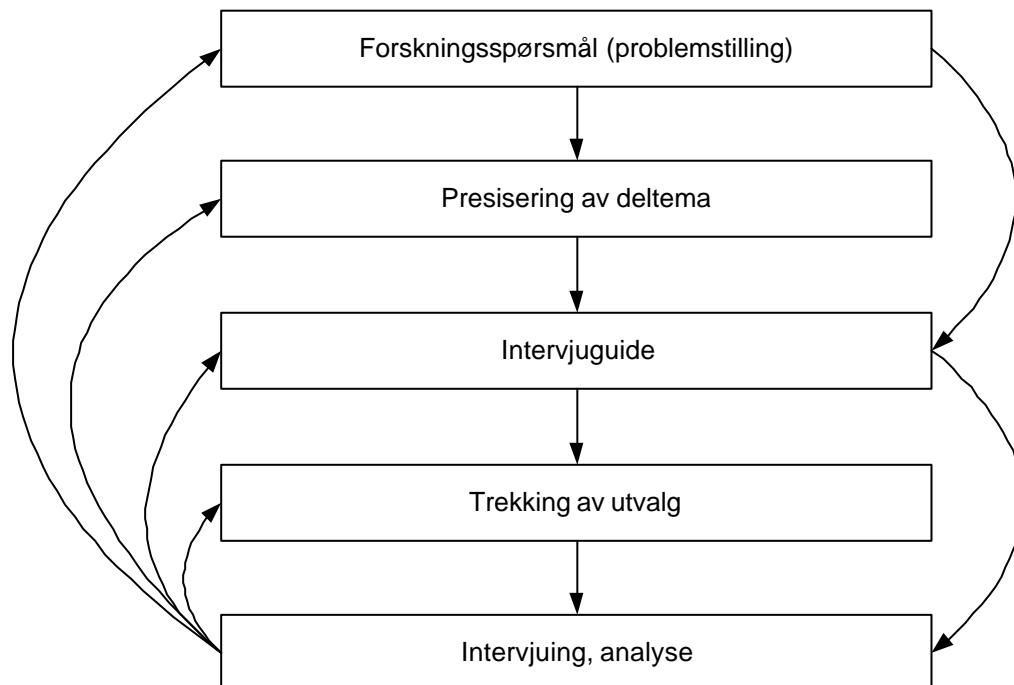 Forskningsspørsmål (problemstilling)
Presisering av deltema
Intervjuguide
Trekking av utvalg
Intervjuing, analyse